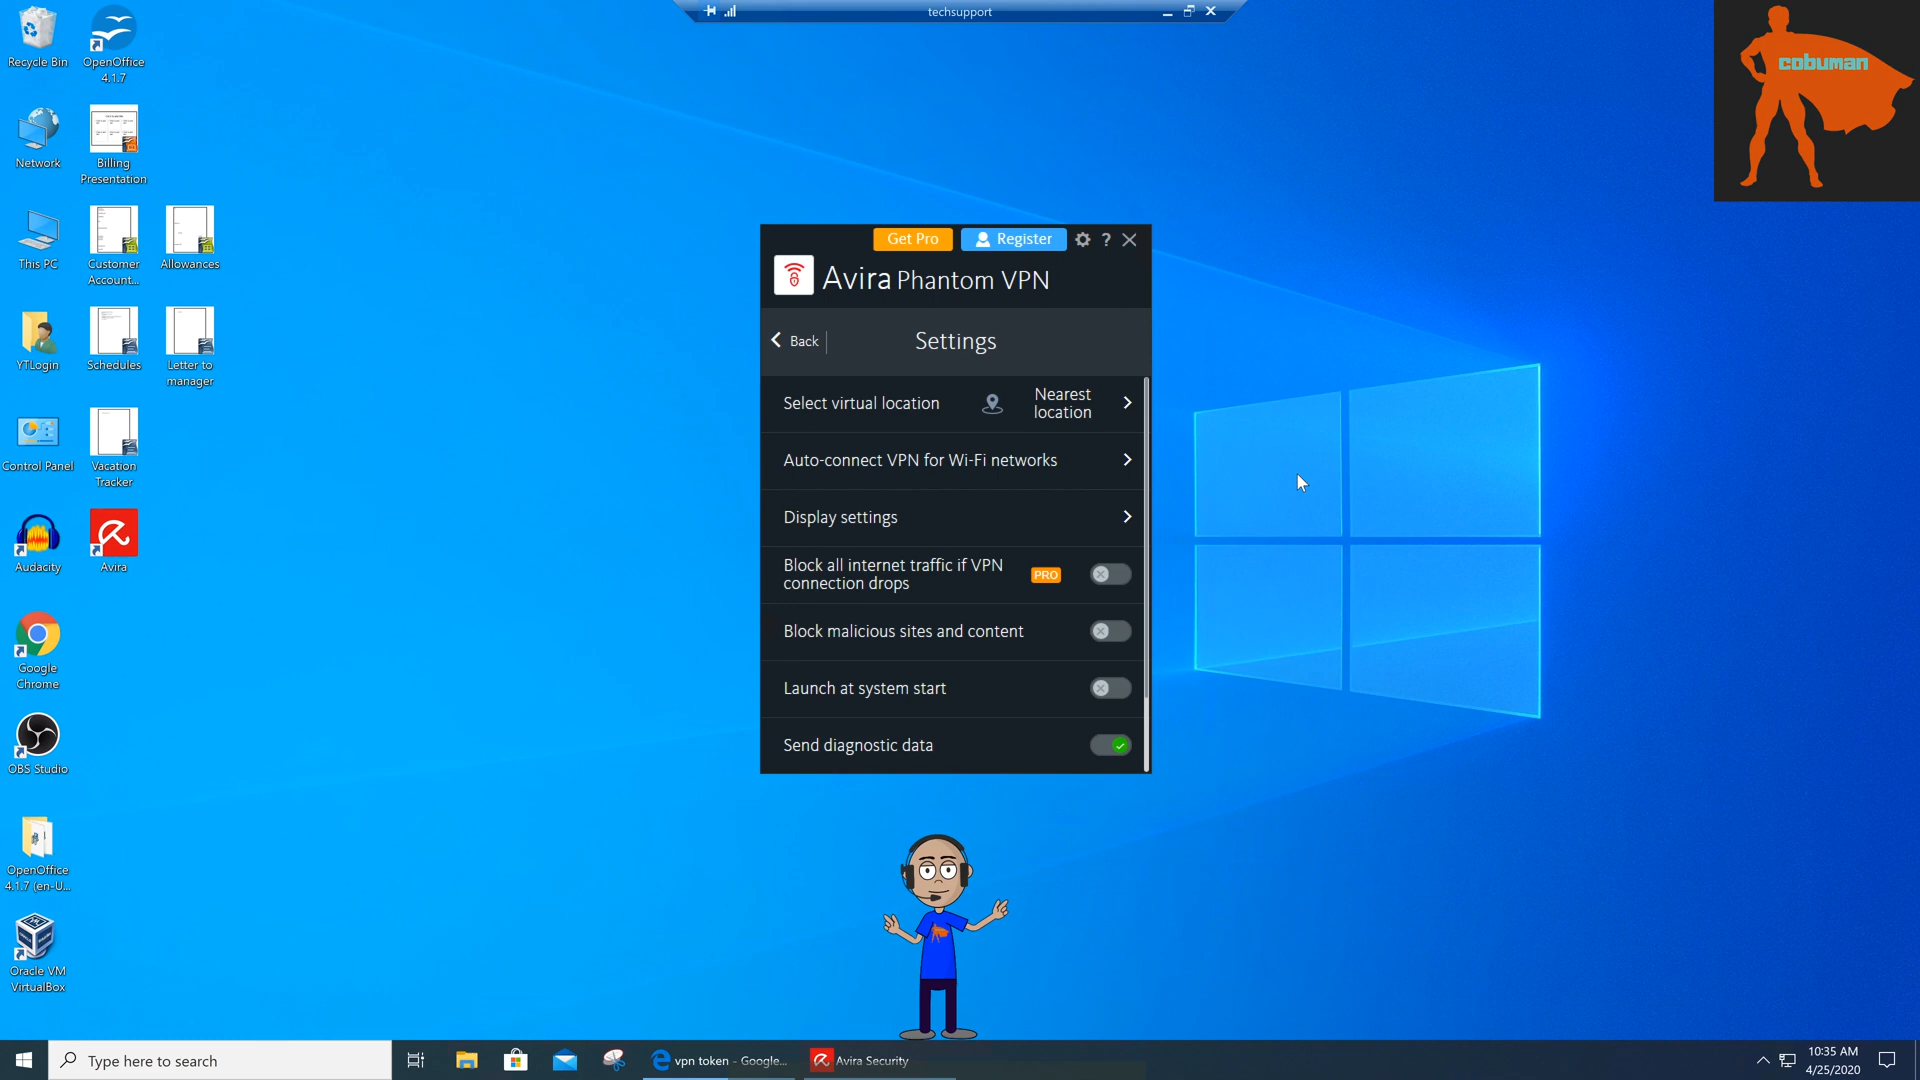 techsupport
cobuman
Recycle Bin
OpenOffice
4.1.7
Network
Billing
Presentation
This PC
Customer
Account...
Allowances
YTLogin
Schedules
Letter to
manager
Control Panel
Vacation
Tracker
Audacity
Avira
Google
Chrome
OBS Studio
OpenOffice
4.1.7 (en-U...
Oracle VM
VirtualBox
Get Pro
Register
?
Avira Phantom VPN
Back
Settings
Select virtual location
Nearest
location
Auto-connect VPN for Wi-Fi networks
Display settings
Block all internet traffic if VPN
connection drops
PRO
Block malicious sites and content
Launch at system start
Send diagnostic data
Type here to search
vpn token - Google...
Avira Security
10:35 AM
4/25/2020